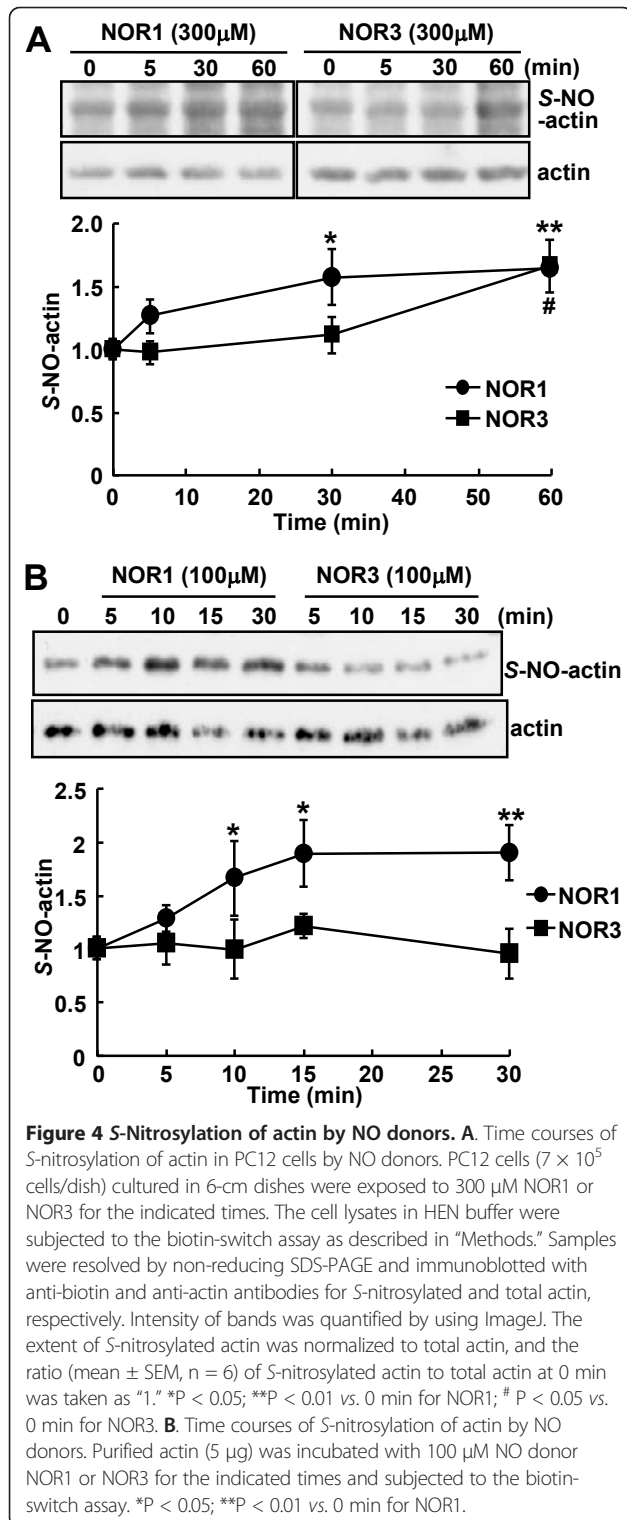 A
NOR1 (300μM) NOR3 (300μM)
0 5 30 60 0 5 30 60 (min)
S-NO
-actin
actin
2.0
1.5
1.0
0.5
0
S-NO-actin
* **
#
NOR1
NOR3
0 10 20 30 40 50 60
Time (min)
B
NOR1 (100μM) NOR3 (100μM)
0 5 10 15 30 5 10 15 30 (min)
S-NO-actin
actin
2.5
2
1.5
1
0.5
0
S-NO-actin
* * **
NOR1
NOR3
0 5 10 15 20 25 30
Time (min)
Figure 4 S-Nitrosylation of actin by NO donors. A. Time courses of
S-nitrosylation of actin in PC12 cells by NO donors. PC12 cells (7 × 10⁵
cells/dish) cultured in 6-cm dishes were exposed to 300 μM NOR1 or
NOR3 for the indicated times. The cell lysates in HEN buffer were
subjected to the biotin-switch assay as described in “Methods.” Samples
were resolved by non-reducing SDS-PAGE and immunoblotted with
anti-biotin and anti-actin antibodies for S-nitrosylated and total actin,
respectively. Intensity of bands was quantified by using ImageJ. The
extent of S-nitrosylated actin was normalized to total actin, and the
ratio (mean ± SEM, n = 6) of S-nitrosylated actin to total actin at 0 min
was taken as “1.” *P < 0.05; **P < 0.01 vs. 0 min for NOR1; # P < 0.05 vs.
0 min for NOR3. B. Time courses of S-nitrosylation of actin by NO
donors. Purified actin (5 μg) was incubated with 100 μM NO donor
NOR1 or NOR3 for the indicated times and subjected to the biotin-
switch assay. *P < 0.05; **P < 0.01 vs. 0 min for NOR1.